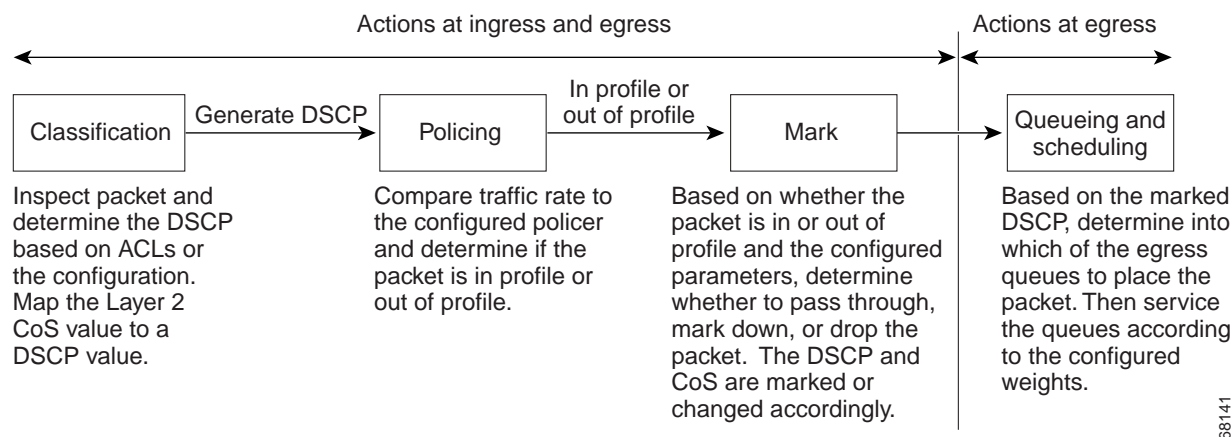 Actions at ingress and egress
Actions at egress
Classification
Generate DSCP
Policing
In profile or
out of profile
Mark
Queueing and
scheduling
Inspect packet and
determine the DSCP
based on ACLs or
the configuration.
Map the Layer 2
CoS value to a
DSCP value.
Compare traffic rate to
the configured policer
and determine if the
packet is in profile or
out of profile.
Based on whether the
packet is in or out of
profile and the configured
parameters, determine
whether to pass through,
mark down, or drop the
packet. The DSCP and
CoS are marked or
changed accordingly.
Based on the marked
DSCP, determine into
which of the egress
queues to place the
packet. Then service
the queues according
to the configured
weights.
68141